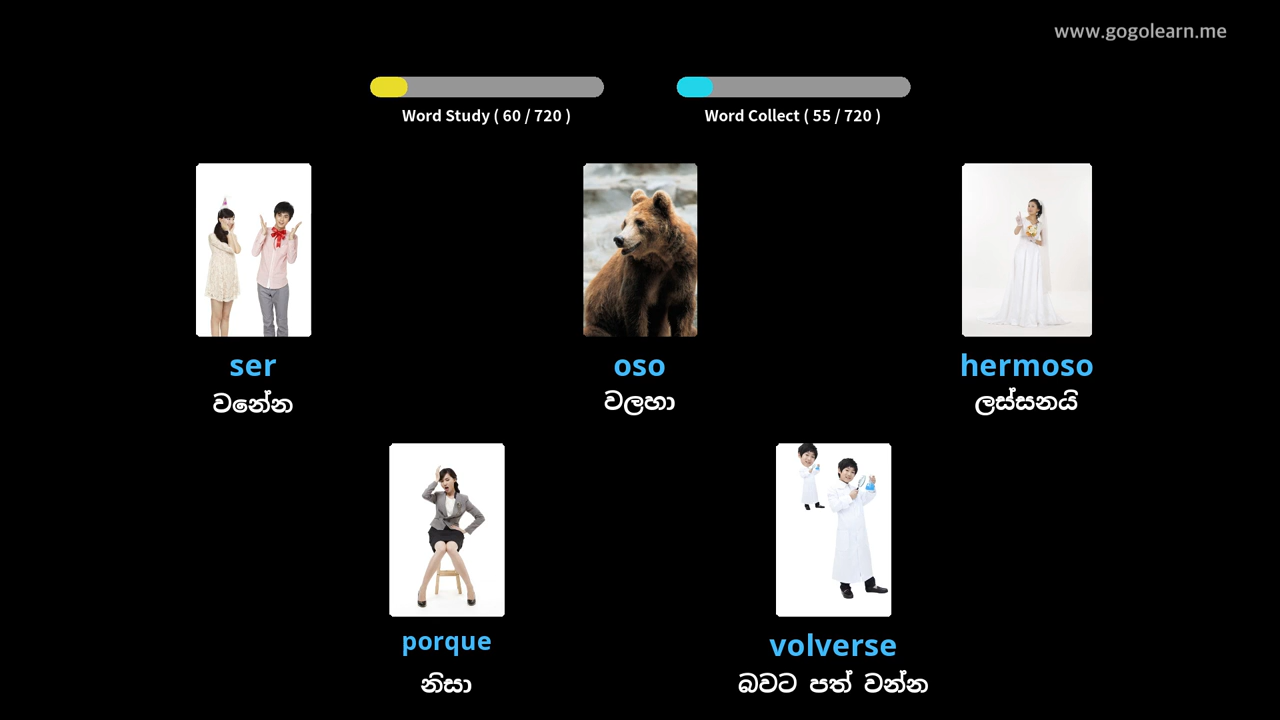 www.gogolearn.me
Word Study ( 60 / 720 )
Word Collect ( 55 / 720 )
ser
වනේන
oso
වලහා
hermoso
ලස්සනයි
porque
නිසා
volverse
බවට පත් වන්න